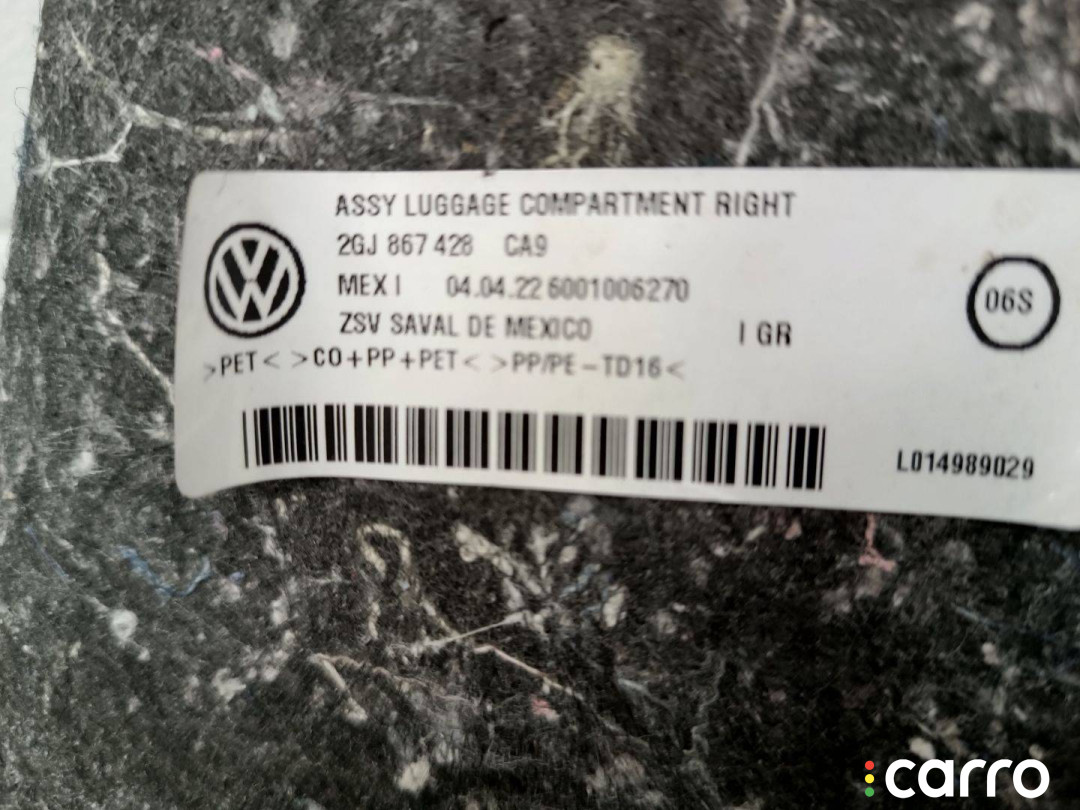 ASSY LUGGAGE COMPARTMENT RIGHT
2GJ 867 428 CA9
MEX I 04.04.22 6001006270
06S
ZSV SAVAL DE MEXICO I GR
>PET< >CO+PP+PET< >PP/PE-TD16<
L014989029
carro